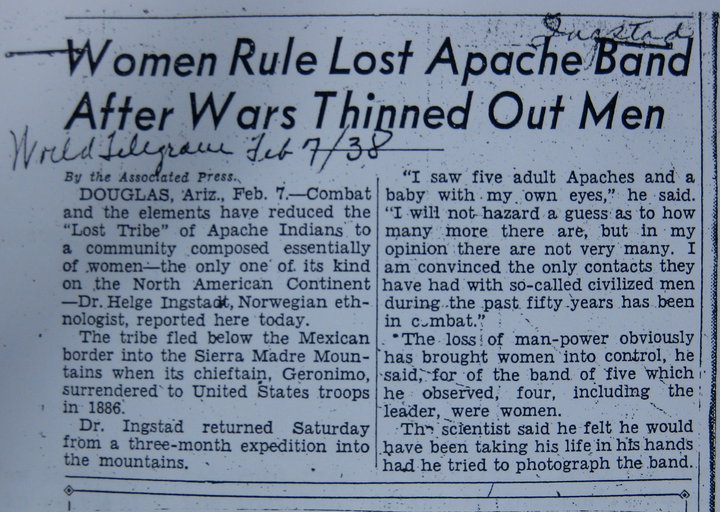 Ingstad
Women Rule Lost Apache Band
After Wars Thinned Out Men
World Telegram Feb 7/38
By the Associated Press.
DOUGLAS, Ariz., Feb. 7.—Combat
and the elements have reduced the
"Lost Tribe" of Apache Indians to
a community composed essentially
of women—the only one of its kind
on the North American Continent
—Dr. Helge Ingstadt, Norwegian eth-
nologist, reported here today.
The tribe fled below the Mexican
border into the Sierra Madre Moun-
tains when its chieftain, Geronimo,
surrendered to United States troops
in 1886.
Dr. Ingstad returned Saturday
from a three-month expedition into
the mountains.
"I saw five adult Apaches and a
baby with my own eyes," he said.
"I will not hazard a guess as to how
many more there are, but in my
opinion there are not very many. I
am convinced the only contacts they
have had with so-called civilized men
during the past fifty years has been
in combat."
"The loss of man-power obviously
has brought women into control, he
said, for of the band of five which
he observed, four, including the
leader, were women.
The scientist said he felt he would
have been taking his life in his hands
had he tried to photograph the band.